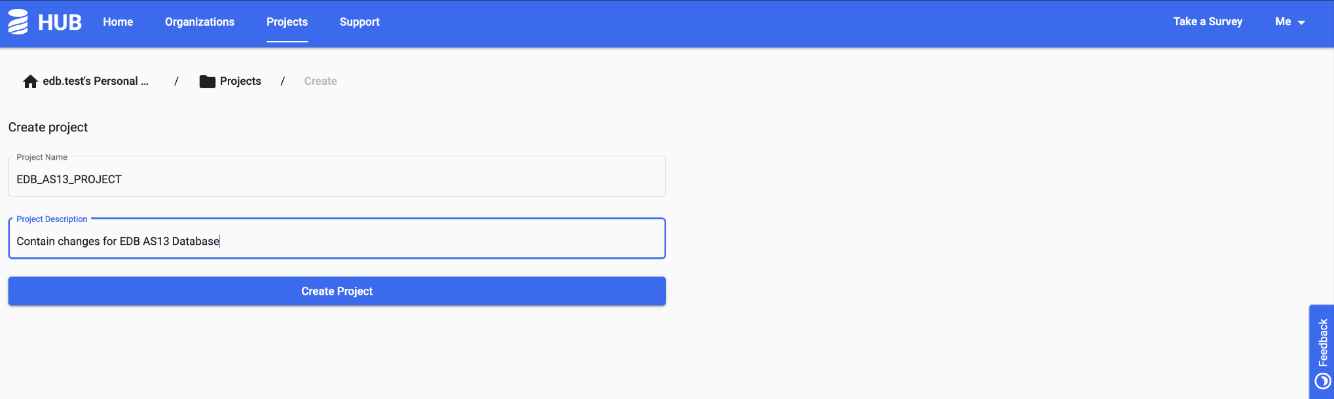 HUB Home Organizations Projects Support Take a Survey Me
edb.test's Personal ... / Projects / Create
Create project
Project Name
EDB_AS13_PROJECT
Project Description
Contain changes for EDB AS13 Database
Create Project
Feedback